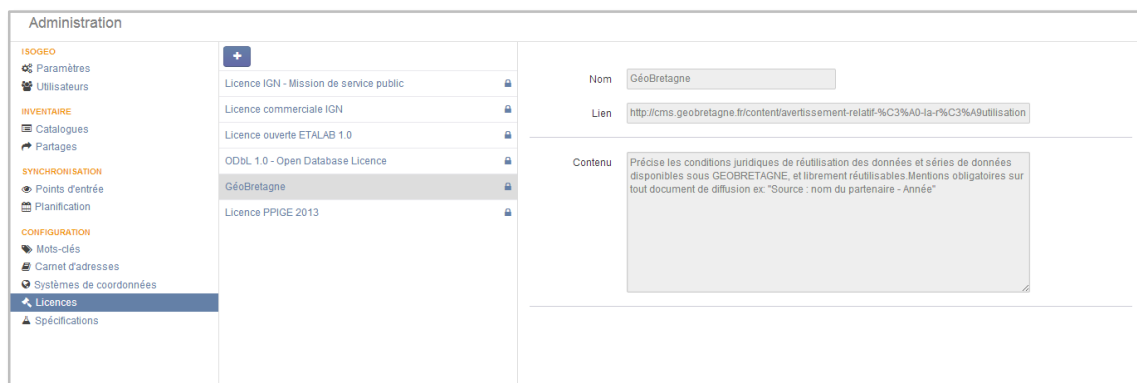 Administration
ISOGEO
Paramètres
Utilisateurs
INVENTAIRE
Catalogues
Partages
SYNCHRONISATION
Points d'entrée
Planification
CONFIGURATION
Mots-clés
Carnet d'adresses
Systèmes de coordonnées
Licences
Spécifications
+
Licence IGN - Mission de service public
Licence commerciale IGN
Licence ouverte ETALAB 1.0
ODbL 1.0 - Open Database Licence
GéoBretagne
Licence PPIGE 2013
Nom GéoBretagne
Lien http://cms.geobretagne.fr/content/avertissement-relatif-%C3%A0-la-r%C3%A9utilisation
Contenu Précise les conditions juridiques de réutilisation des données et séries de données
disponibles sous GEOBRETAGNE, et librement réutilisables.Mentions obligatoires sur
tout document de diffusion ex: "Source : nom du partenaire - Année"